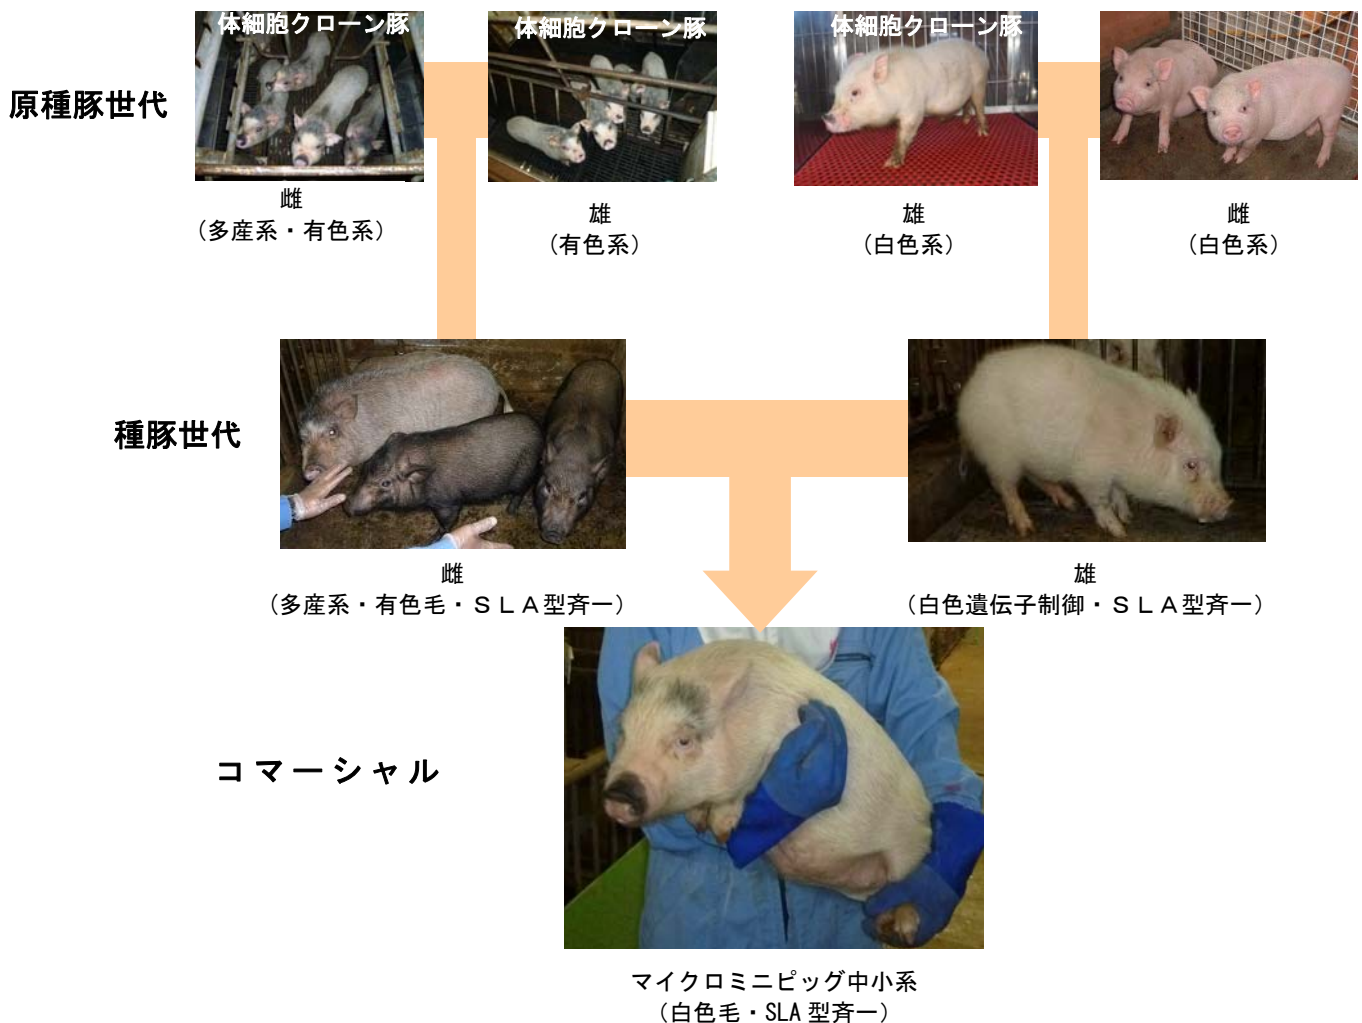 体細胞クローン豚
体細胞クローン豚
体細胞クローン豚
原種豚世代
雌
（多産系・有色系）
雄
（有色系）
雄
（白色系）
雌
（白色系）
種豚世代
雌
（多産系・有色毛・ＳＬＡ型斉一）
雄
（白色遺伝子制御・ＳＬＡ型斉一）
コマーシャル
マイクロミニピッグ中小系
（白色毛・SLA型斉一）